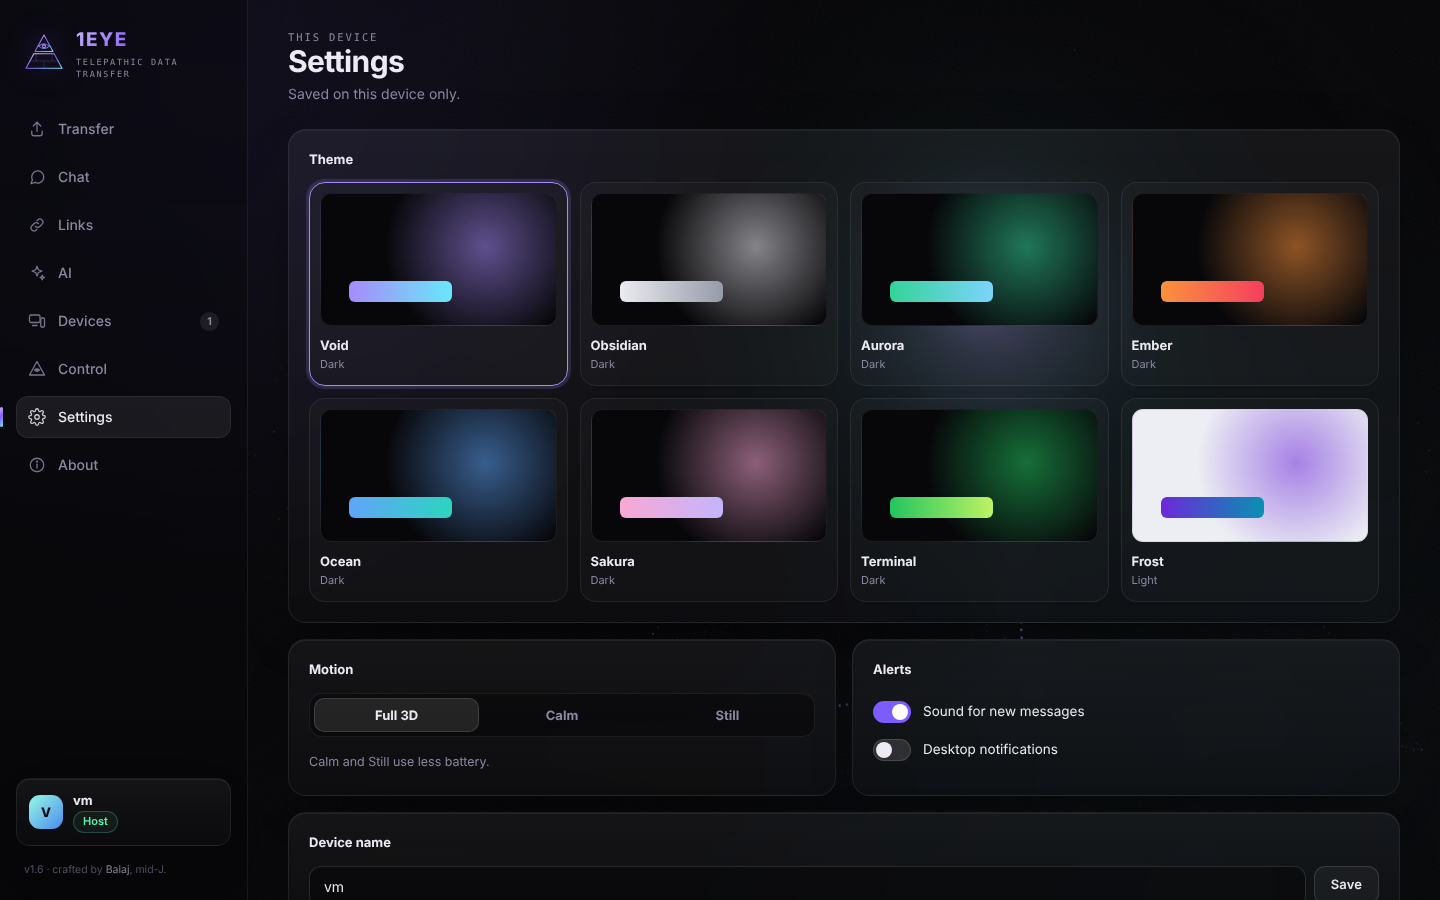 1EYE
TELEPATHIC DATA
TRANSFER
Transfer
Chat
Links
AI
Devices
1
Control
Settings
About
v
vm
Host
v1.6 · crafted by Balaj, mid-J.
THIS DEVICE
Settings
Saved on this device only.
Theme
Void
Dark
Obsidian
Dark
Aurora
Dark
Ember
Dark
Ocean
Dark
Sakura
Dark
Terminal
Dark
Frost
Light
Motion
Full 3D
Calm
Still
Calm and Still use less battery.
Alerts
Sound for new messages
Desktop notifications
Device name
vm
Save